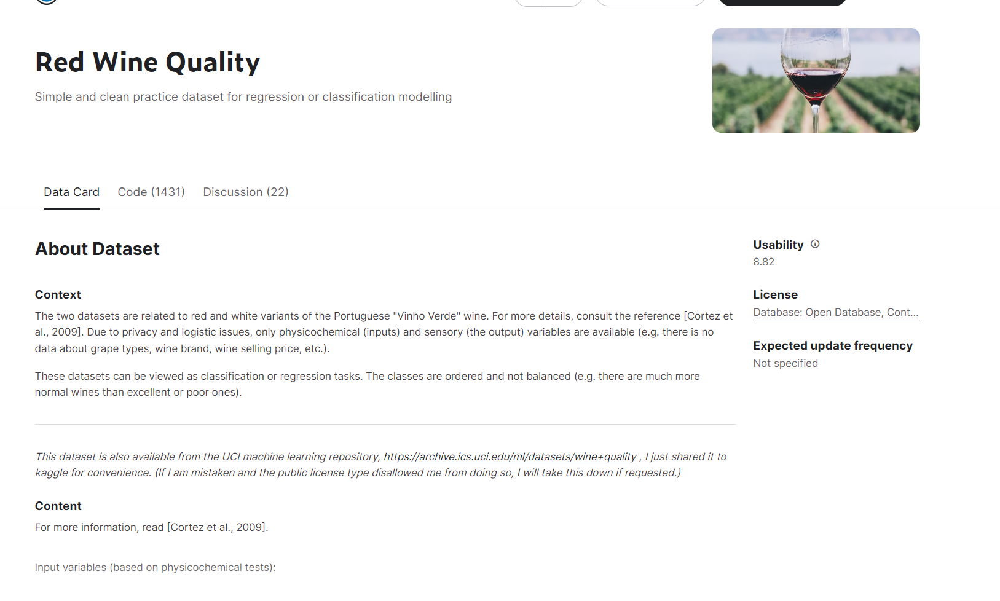 Red Wine Quality
Simple and clean practice dataset for regression or classification modelling
Data Card Code (1431) Discussion (22)
About Dataset
Context
The two datasets are related to red and white variants of the Portuguese "Vinho Verde" wine. For more details, consult the reference [Cortez et
al., 2009]. Due to privacy and logistic issues, only physicochemical (inputs) and sensory (the output) variables are available (e.g. there is no
data about grape types, wine brand, wine selling price, etc.).
These datasets can be viewed as classification or regression tasks. The classes are ordered and not balanced (e.g. there are much more
normal wines than excellent or poor ones).
This dataset is also available from the UCI machine learning repository, https://archive.ics.uci.edu/ml/datasets/wine+quality , I just shared it to
kaggle for convenience. (If I am mistaken and the public license type disallowed me from doing so, I will take this down if requested.)
Content
For more information, read [Cortez et al., 2009].
Input variables (based on physicochemical tests):
Usability
8.82
License
Database: Open Database, Cont...
Expected update frequency
Not specified